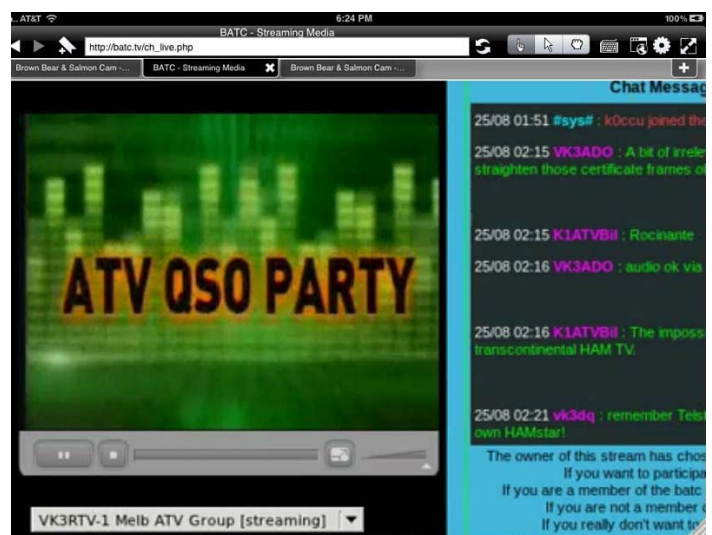 AT&T 6:24 PM 100%
BATC - Streaming Media
http://batc.tv/ch_live.php
Brown Bear & Salmon Cam -... BATC - Streaming Media Brown Bear & Salmon Cam -...
ATV QSO PARTY
VK3RTV-1 Melb ATV Group [streaming]
Chat Messag
25/08 01:51 #sys# : k0ccu joined the
25/08 02:15 VK3ADO : A bit of irrele
straighten those certificate frames o
25/08 02:15 K1ATVBil : Rocinante
25/08 02:16 VK3ADO : audio ok via
25/08 02:16 K1ATVBil : The imposs
transcontinental HAM TV.
25/08 02:21 vk3dq : remember Telst
own HAMstar!
The owner of this stream has chos
If you want to participa
If you are a member of the batc
If you are not a member
If you really don't want to